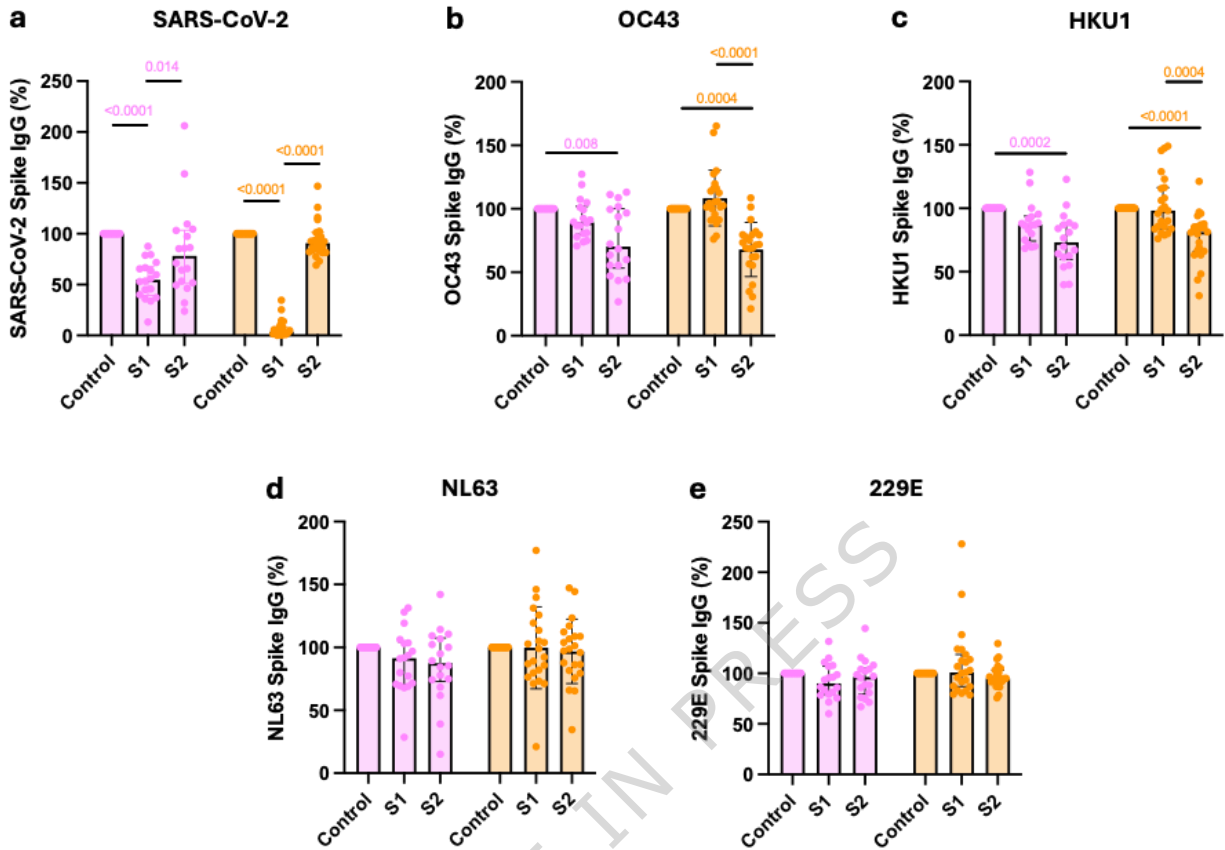 a
SARS-CoV-2
SARS-CoV-2 Spike IgG (%)
250
200
150
100
50
0
<0.0001
0.014
<0.0001
<0.0001
Control
S1
S2
Control
S1
S2
b
OC43
OC43 Spike IgG (%)
200
150
100
50
0
0.008
0.0004
<0.0001
Control
S1
S2
Control
S1
S2
c
HKU1
HKU1 Spike IgG (%)
200
150
100
50
0
0.0002
<0.0001
0.0004
Control
S1
S2
Control
S1
S2
d
NL63
NL63 Spike IgG (%)
200
150
100
50
0
Control
S1
S2
Control
S1
S2
e
229E
229E Spike IgG (%)
250
200
150
100
50
0
Control
S1
S2
Control
S1
S2
IN PRESS